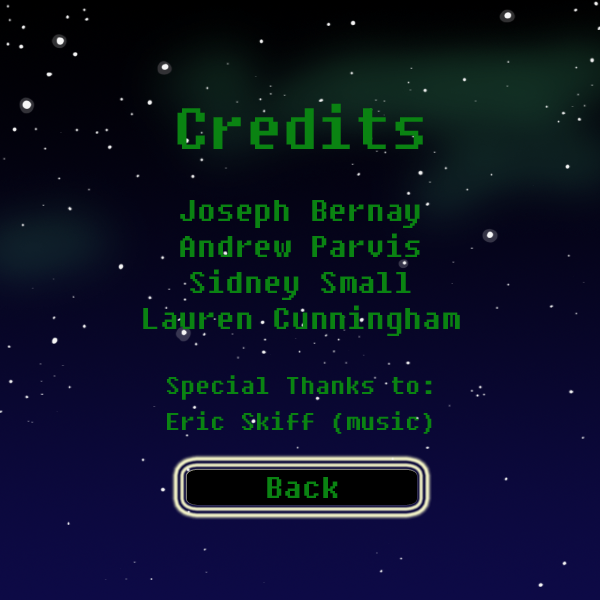 Credits
Joseph Bernay
Andrew Parvis
Sidney Small
Lauren Cunningham
Special Thanks to:
Eric Skiff (music)
Back